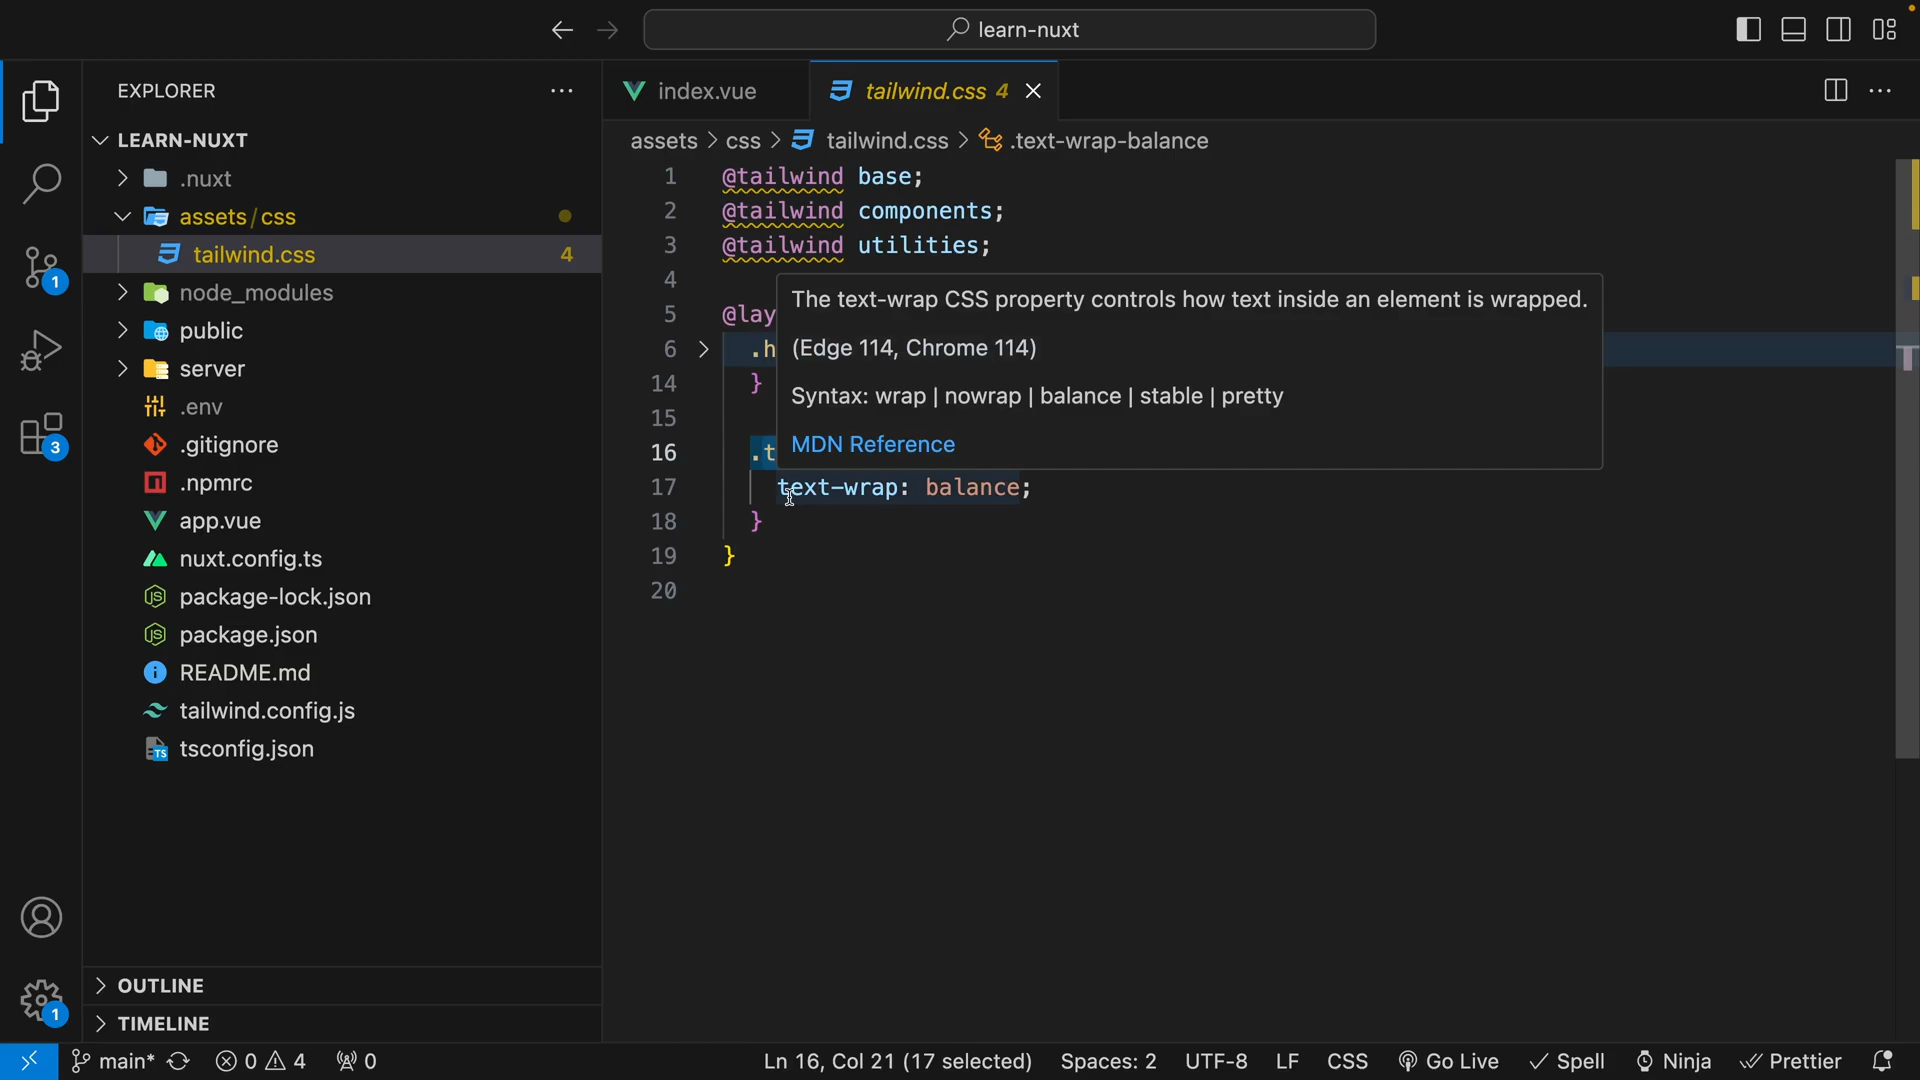 learn-nuxt
EXPLORER
LEARN-NUXT
.nuxt
assets/css
tailwind.css 4
node_modules
public
server
.env
.gitignore
.npmrc
app.vue
nuxt.config.ts
package-lock.json
package.json
README.md
tailwind.config.js
TS tsconfig.json
OUTLINE
TIMELINE
1
3
1
index.vue
tailwind.css 4
assets > css > tailwind.css > .text-wrap-balance
1 @tailwind base;
2 @tailwind components;
3 @tailwind utilities;
4
5 @lay
6 .h
14 }
15
16 .t
17 text-wrap: balance;
18 }
19 }
20
The text-wrap CSS property controls how text inside an element is wrapped.
(Edge 114, Chrome 114)
Syntax: wrap | nowrap | balance | stable | pretty
MDN Reference
main* 0 4 0 Ln 16, Col 21 (17 selected) Spaces: 2 UTF-8 LF CSS Go Live Spell Ninja Prettier